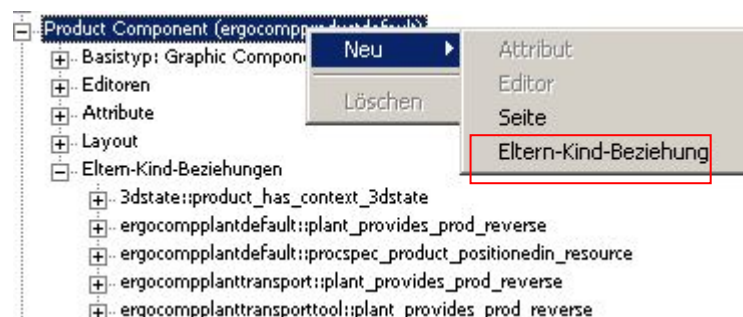 Product Component (ergocompp
Neu
Attribut
Basistyp: Graphic Compon
Editoren
Löschen
Editor
Attribute
Seite
Layout
Eltern-Kind-Beziehung
Eltern-Kind-Beziehungen
3dstate::product_has_context_3dstate
ergocompplantdefault::plant_provides_prod_reverse
ergocompplantdefault::procspec_product_positionedin_resource
ergocompplanttransport::plant_provides_prod_reverse
ergocompplanttransporttool::plant_provides_prod_reverse